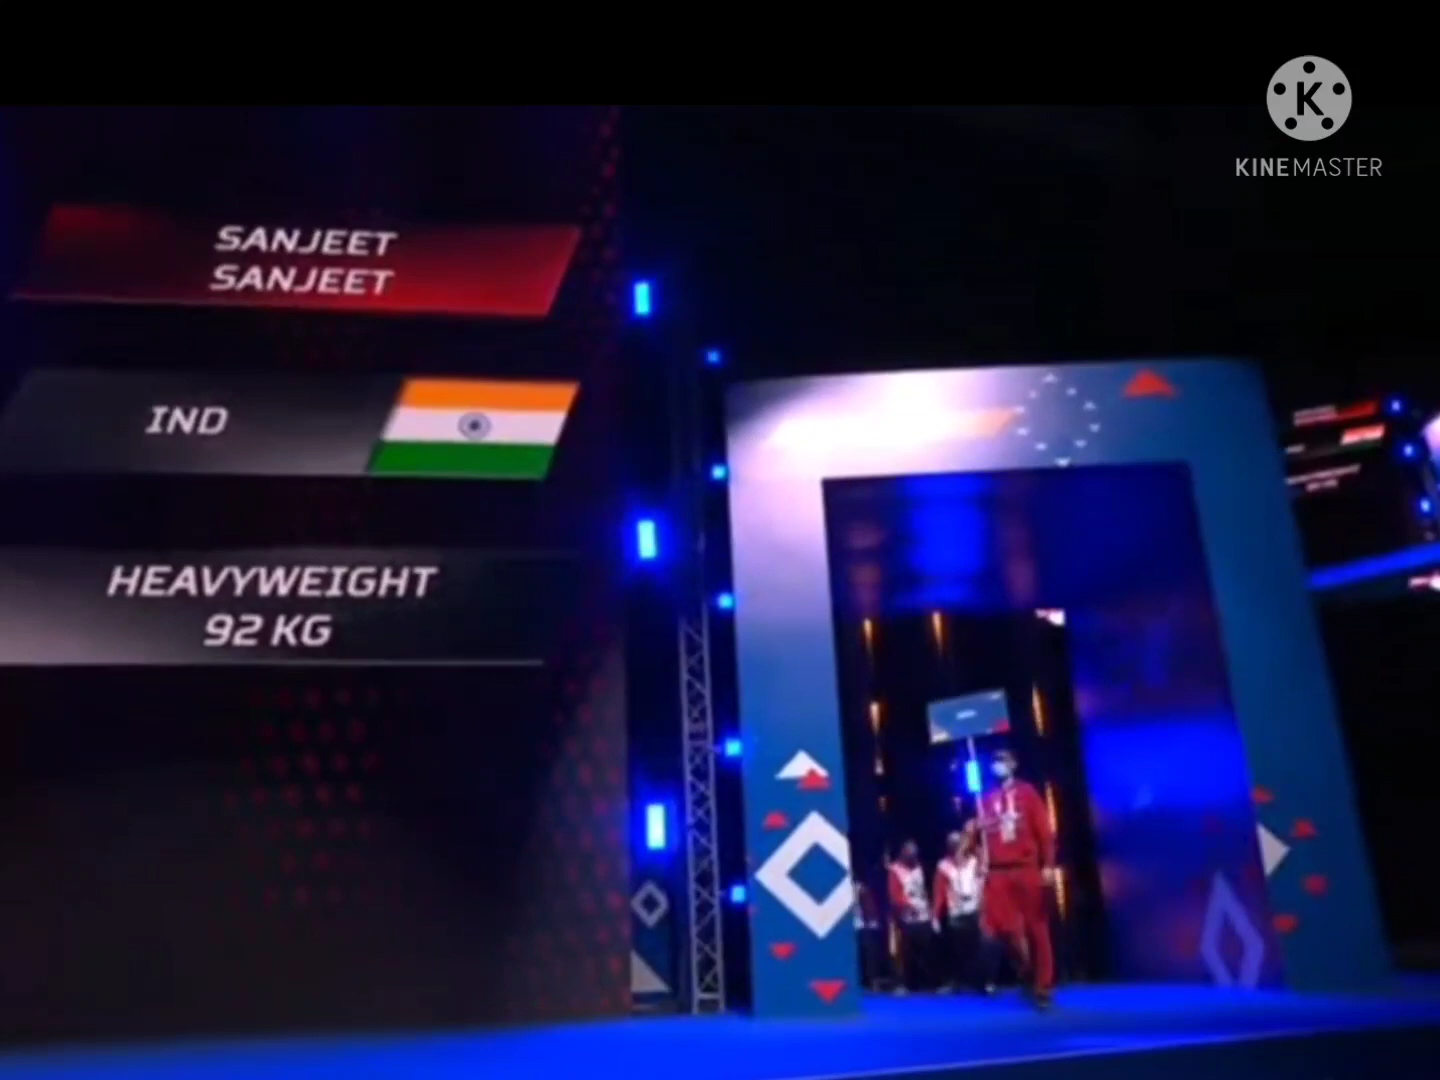 SANJEET
SANJEET
IND
HEAVYWEIGHT
92 KG
K
KINEMASTER